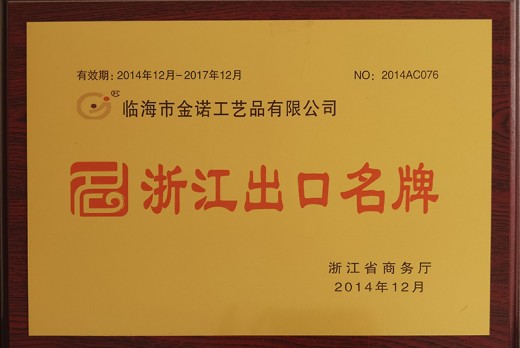 有效期：2014年12月-2017年12月 NO：2014AC076
® 临海市金诺工艺品有限公司
浙江出口名牌
浙江省商务厅
2014年12月